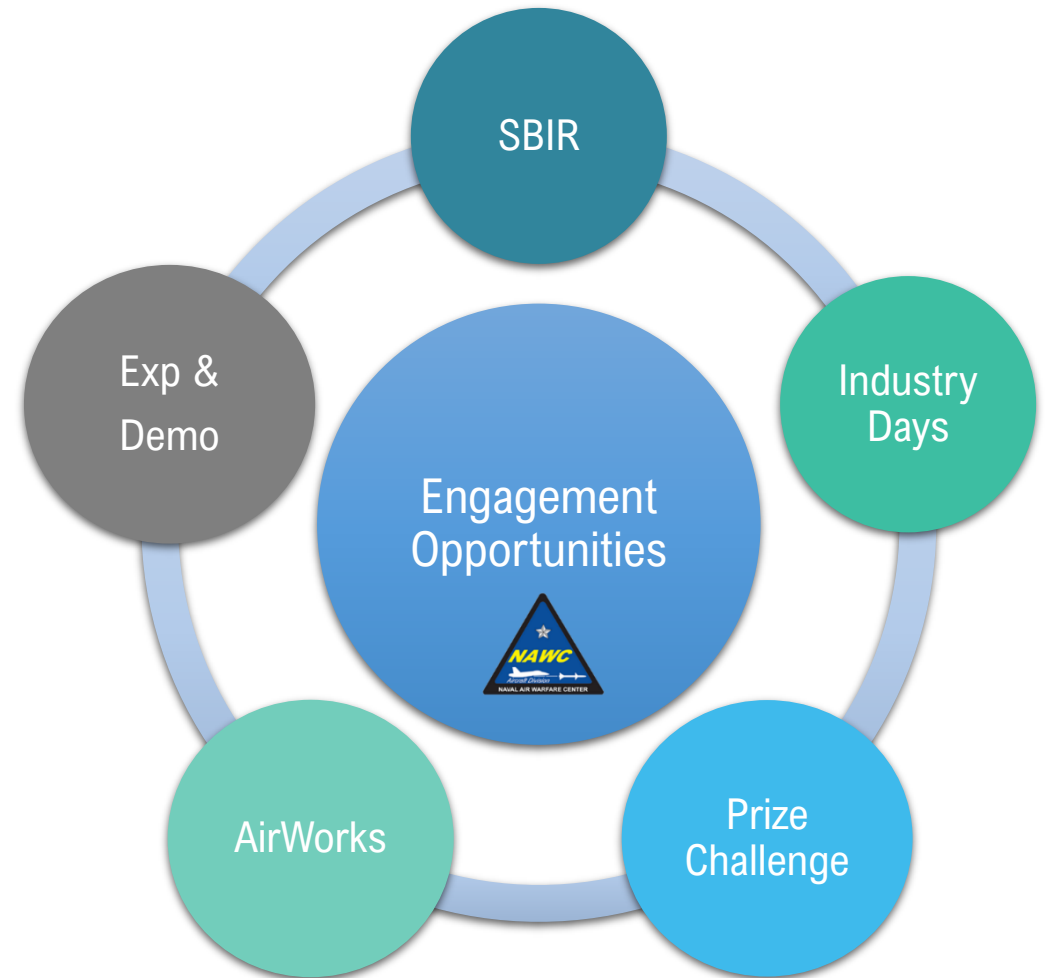 SBIR
Exp &
Demo
Industry
Days
Engagement
Opportunities
NAWC
Aircraft Division
NAVAL AIR WARFARE CENTER
AirWorks
Prize
Challenge